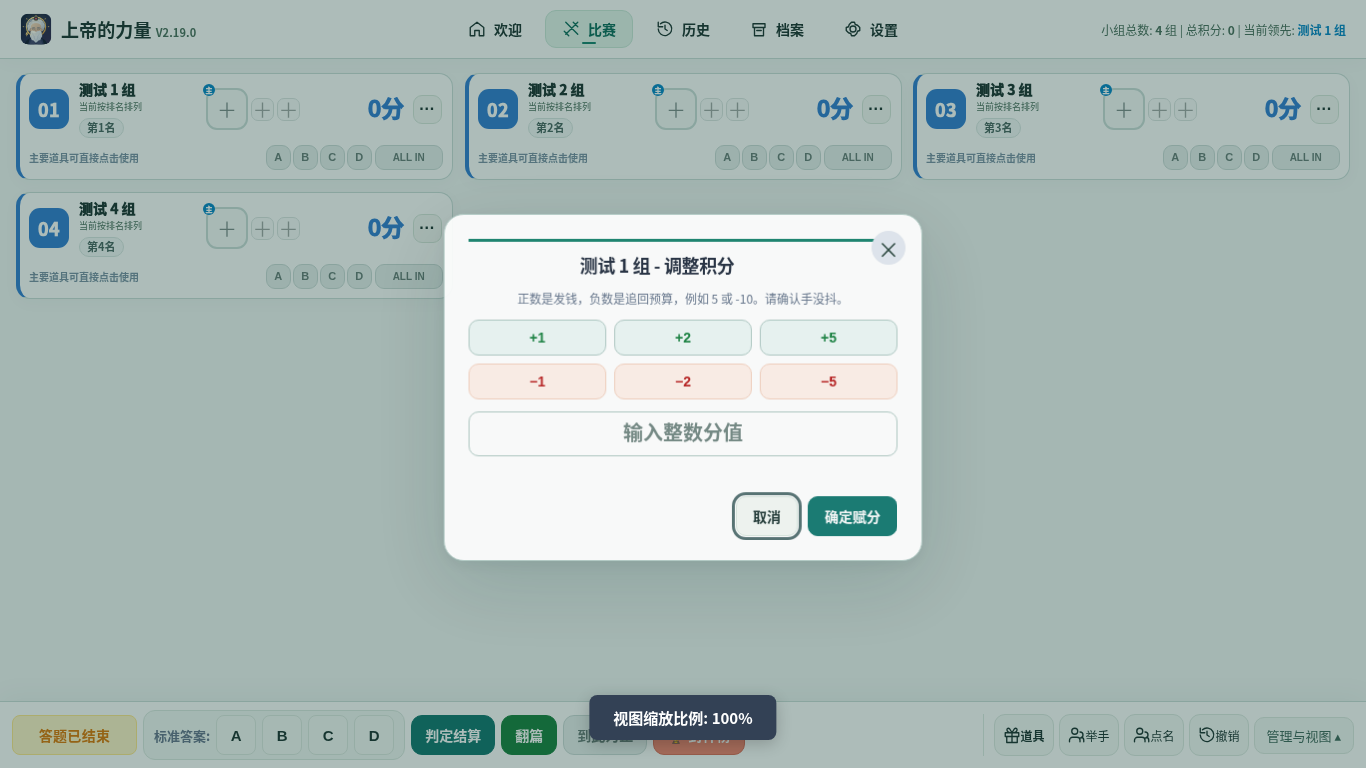 上帝的力量 V2.19.0
欢迎
比赛
历史
档案
设置
小组总数: 4 组 | 总积分: 0 | 当前领先: 测试 1 组
01
测试 1 组
当前按排名排列
第1名
主
0分
主要道具可直接点击使用
A B C D ALL IN
02
测试 2 组
当前按排名排列
第2名
主
0分
主要道具可直接点击使用
A B C D ALL IN
03
测试 3 组
当前按排名排列
第3名
主
0分
主要道具可直接点击使用
A B C D ALL IN
04
测试 4 组
当前按排名排列
第4名
主
0分
主要道具可直接点击使用
A B C D ALL IN
测试 1 组 - 调整积分
正数是发钱，负数是追回预算，例如 5 或 -10。请确认手没抖。
+1 +2 +5
−1 −2 −5
输入整数分值
取消
确定赋分
视图缩放比例: 100%
答题已结束
标准答案: A B C D
判定结算
翻篇
道具
举手
点名
撤销
管理与视图 ▴